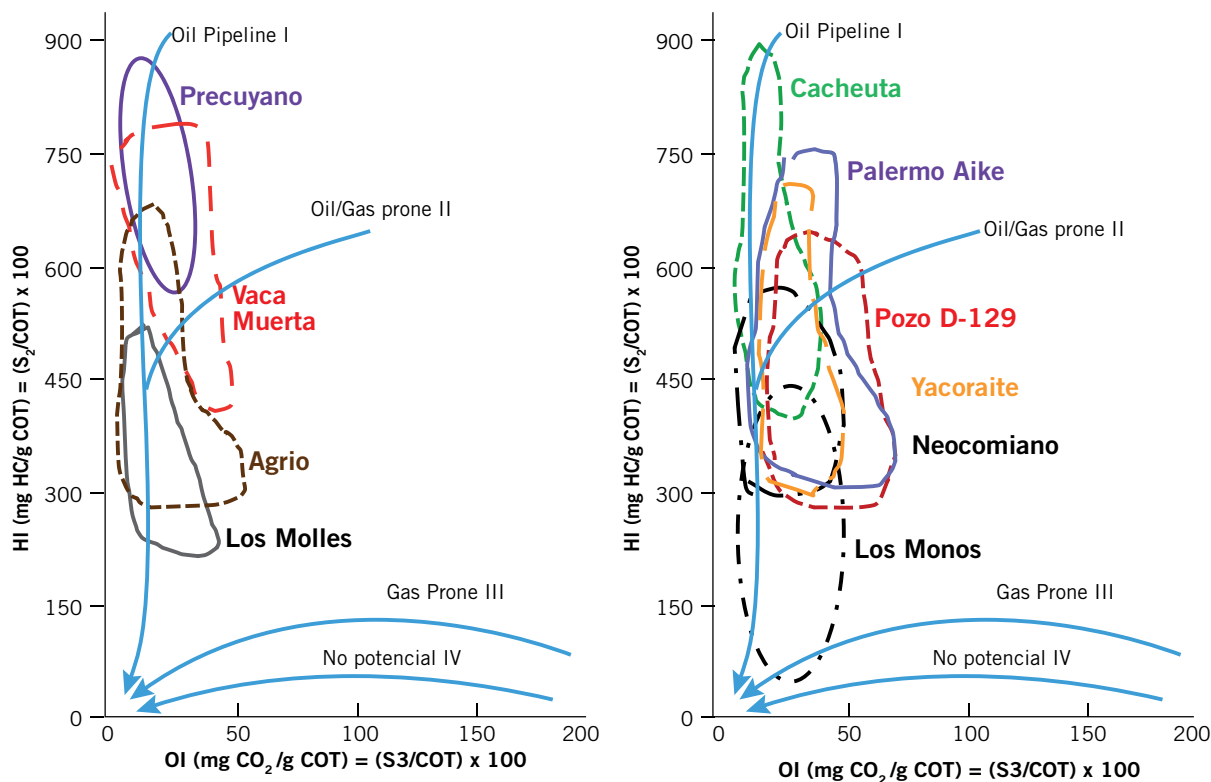 HI (mg HC/g COT) = (S₂/COT) x 100
900
750
600
450
300
150
0
Oil Pipeline I
Precuyano
Oil/Gas prone II
Vaca
Muerta
Agrio
Los Molles
Gas Prone III
No potencial IV
0
50
100
150
200
OI (mg CO₂/g COT) = (S3/COT) x 100
HI (mg HC/g COT) = (S₂/COT) x 100
900
750
600
450
300
150
0
Oil Pipeline I
Cacheuta
Palermo Aike
Oil/Gas prone II
Pozo D-129
Yacoraite
Neocomiano
Los Monos
Gas Prone III
No potencial IV
0
50
100
150
200
OI (mg CO₂/g COT) = (S3/COT) x 100